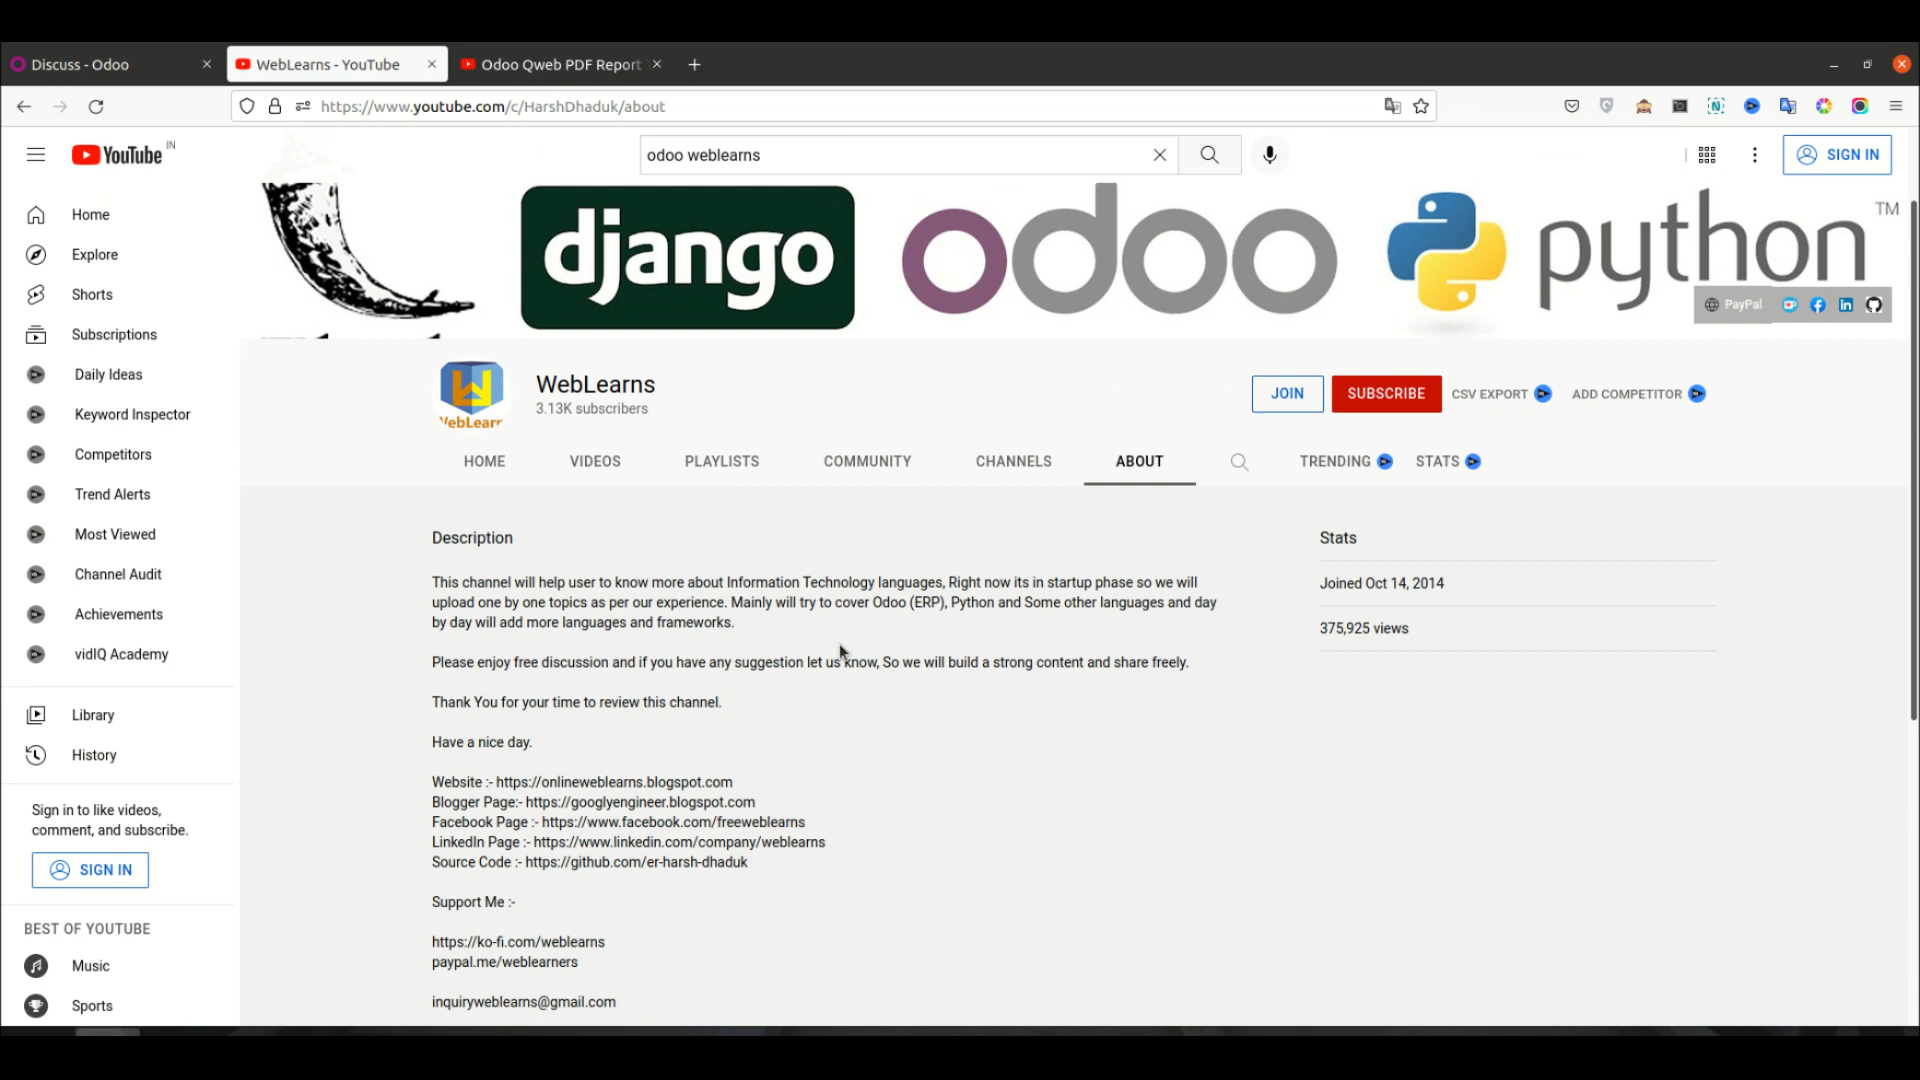 Discuss - Odoo
WebLearns - YouTube
Odoo Qweb PDF Report
https://www.youtube.com/c/HarshDhaduk/about
YouTube IN
odoo weblearns
SIGN IN
Home
Explore
Shorts
Subscriptions
Daily Ideas
Keyword Inspector
Competitors
Trend Alerts
Most Viewed
Channel Audit
Achievements
vidIQ Academy
Library
History
Sign in to like videos,
comment, and subscribe.
SIGN IN
BEST OF YOUTUBE
Music
Sports
django
odoo
python TM
PayPal
WebLearns
3.13K subscribers
JOIN
SUBSCRIBE
CSV EXPORT
ADD COMPETITOR
HOME
VIDEOS
PLAYLISTS
COMMUNITY
CHANNELS
ABOUT
TRENDING
STATS
Description
This channel will help user to know more about Information Technology languages, Right now its in startup phase so we will
upload one by one topics as per our experience. Mainly will try to cover Odoo (ERP), Python and Some other languages and day
by day will add more languages and frameworks.
Please enjoy free discussion and if you have any suggestion let us know, So we will build a strong content and share freely.
Thank You for your time to review this channel.
Have a nice day.
Website :- https://onlineweblearns.blogspot.com
Blogger Page:- https://googlyengineer.blogspot.com
Facebook Page :- https://www.facebook.com/freeweblearns
LinkedIn Page :- https://www.linkedin.com/company/weblearns
Source Code :- https://github.com/er-harsh-dhaduk
Support Me :-
https://ko-fi.com/weblearns
paypal.me/weblearners
inquiryweblearns@gmail.com
Stats
Joined Oct 14, 2014
375,925 views